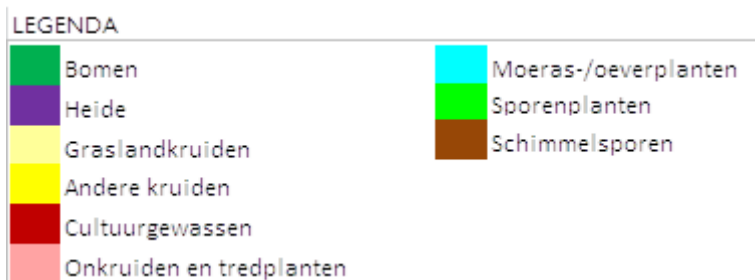 LEGENDA
Bomen
Heide
Graslandkruiden
Andere kruiden
Cultuurgewassen
Onkruiden en tredplanten
Moeras-/oeverplanten
Sporenplanten
Schimmelsporen